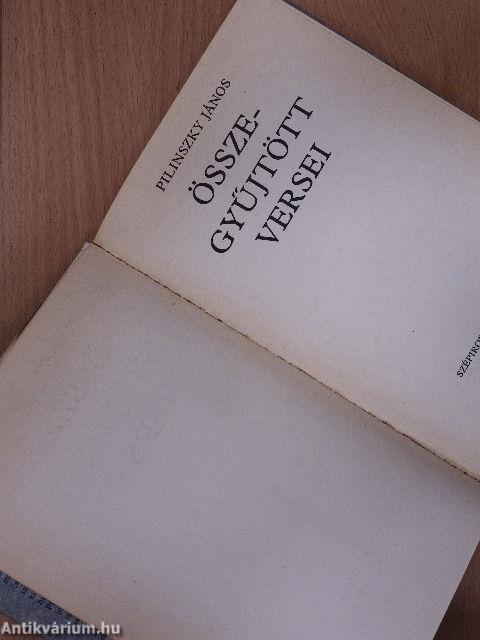 PILINSZKY JÁNOS
ÖSSZE-
GYŰJTÖTT
VERSEI
Antikvárium.hu